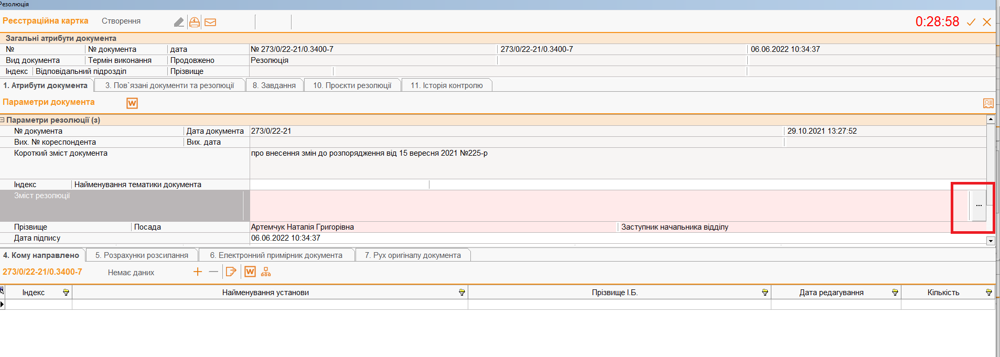 Резолюція
Реєстраційна картка Створення 0:28:58
Загальні атрибути документа
№ № документа дата № 273/0/22-21/0.3400-7 273/0/22-21/0.3400-7 06.06.2022 10:34:37
Вид документа Термін виконання Продовжено Резолюція
Індекс Відповідальний підрозділ Прізвище
1. Атрибути документа 3. Пов`язані документи та резолюції 8. Завдання 10. Проєкти резолюції 11. Історія контролю
Параметри документа W
Параметри резолюції (з)
№ документа Дата документа 273/0/22-21 29.10.2021 13:27:52
Вих. № кореспондента Вих. дата
Короткий зміст документа про внесення змін до розпорядження від 15 вересня 2021 №225-р
Індекс Найменування тематики документа
Зміст резолюції ...
Прізвище Посада Артемчук Наталія Григорівна Заступник начальника відділу
Дата підпису 06.06.2022 10:34:37
4. Кому направлено 5. Розрахунки розсилання 6. Електронний примірник документа 7. Рух оригіналу документа
273/0/22-21/0.3400-7 Немає даних W
Індекс Найменування установи Прізвище І.Б. Дата редагування Кількість